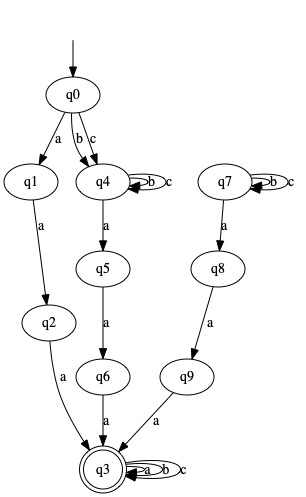 q0
a b c
q1 q4 b c q7 b c
a a a
q2 q5 q8
a a a
q6 q9
a a
q3 a b c